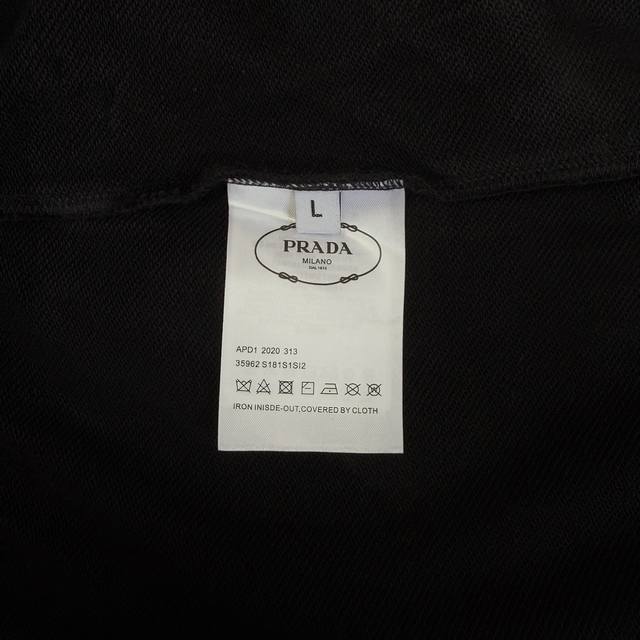 L
PRADA
MILANO
DAL 1913
APD1 2020 313
35962 S181S1SI2
IRON INISDE-OUT,COVERED BY CLOTH